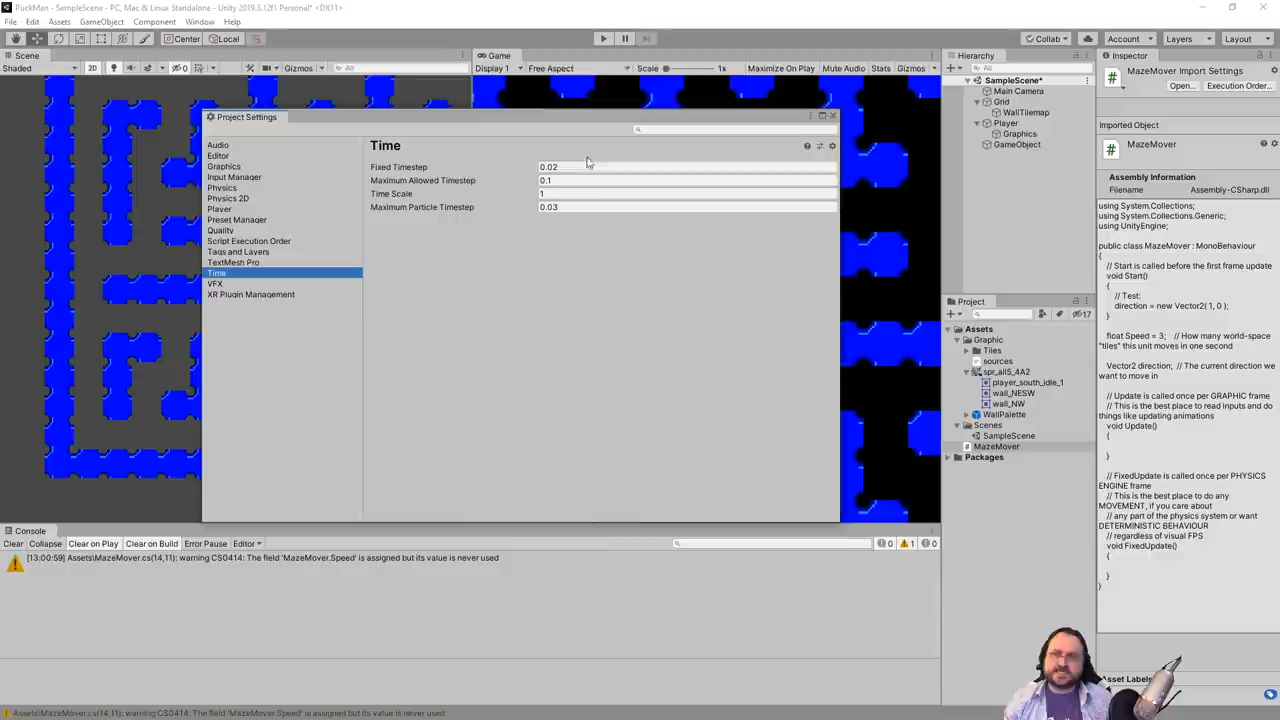 PuckMan - SampleScene - PC, Mac & Linux Standalone - Unity 2019.3.12f1 Personal* <DX11>
File Edit Assets GameObject Component Window Help
Center Local
Collab Account Layers Layout
Scene
Shaded 2D 0 Gizmos All
Game
Display 1 Free Aspect Scale 1x Maximize On Play Mute Audio Stats Gizmos
Project Settings
Audio
Editor
Graphics
Input Manager
Physics
Physics 2D
Player
Preset Manager
Quality
Script Execution Order
Tags and Layers
TextMesh Pro
Time
VFX
XR Plugin Management
Time
Fixed Timestep 0.02
Maximum Allowed Timestep 0.1
Time Scale 1
Maximum Particle Timestep 0.03
Hierarchy
All
SampleScene*
Main Camera
Grid
WallTilemap
Player
Graphics
GameObject
Project
17
Assets
Graphic
Tiles
sources
spr_all5_4A2
player_south_idle_1
wall_NESW
wall_NW
WallPalette
Scenes
SampleScene
MazeMover
Packages
Inspector
MazeMover Import Settings
Open... Execution Order...
Imported Object
MazeMover
Assembly Information
Filename Assembly-CSharp.dll
using System.Collections;
using System.Collections.Generic;
using UnityEngine;
public class MazeMover : MonoBehaviour
{
// Start is called before the first frame update
void Start()
{
// Test:
direction = new Vector2( 1, 0 );
}
float Speed = 3; // How many world-space
"tiles" this unit moves in one second
Vector2 direction; // The current direction we
want to move in
// Update is called once per GRAPHIC frame
// This is the best place to read inputs and do
things like updating animations
void Update()
{
}
// FixedUpdate is called once per PHYSICS
ENGINE frame
// This is the best place to do any
MOVEMENT, if you care about
// any part of the physics system or want
DETERMINISTIC BEHAVIOUR
// regardless of visual FPS
void FixedUpdate()
{
}
}
Asset Labels
Console
Clear Collapse Clear on Play Clear on Build Error Pause Editor
0 1 0
[13:00:59] Assets\MazeMover.cs(14,11): warning CS0414: The field 'MazeMover.Speed' is assigned but its value is never used
Assets\MazeMover.cs(14,11): warning CS0414: The field 'MazeMover.Speed' is assigned but its value is never used